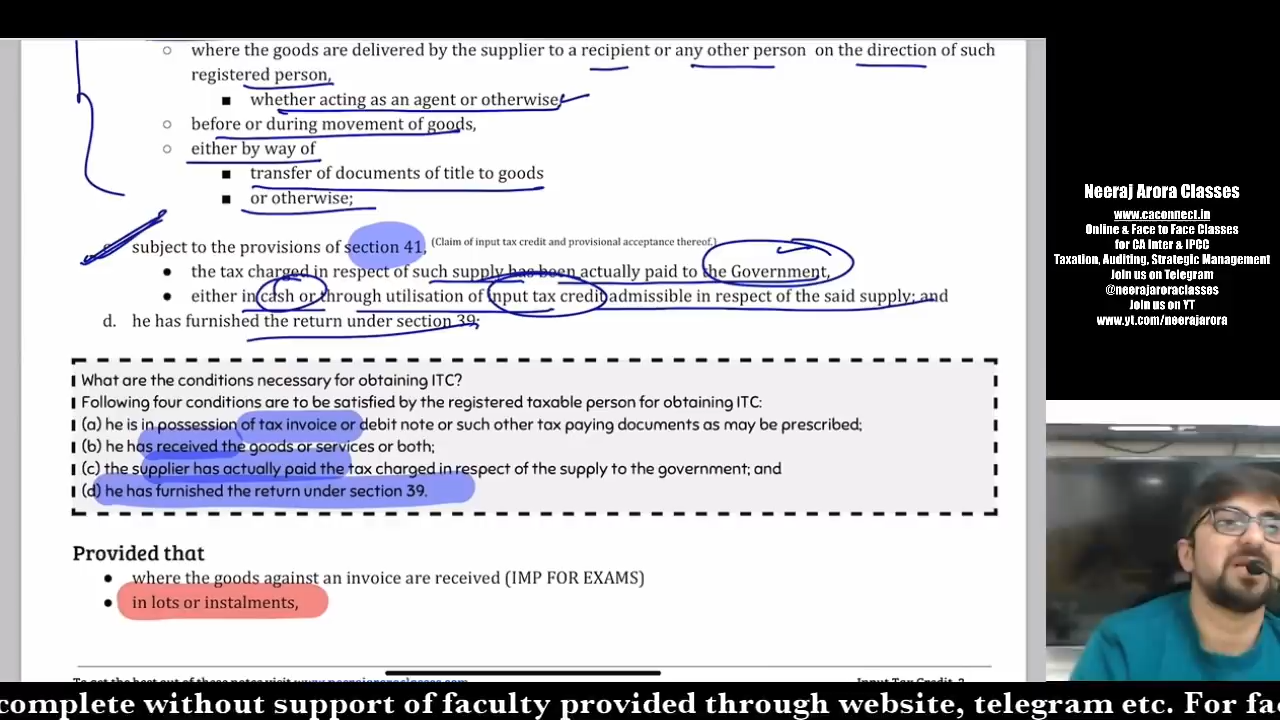 where the goods are delivered by the supplier to a recipient or any other person on the direction of such
registered person,
whether acting as an agent or otherwise
before or during movement of goods,
either by way of
transfer of documents of title to goods
or otherwise;
subject to the provisions of section 41, (Claim of input tax credit and provisional acceptance thereof.)
the tax charged in respect of such supply has been actually paid to the Government,
either in cash or through utilisation of input tax credit admissible in respect of the said supply; and
d. he has furnished the return under section 39;
What are the conditions necessary for obtaining ITC?
Following four conditions are to be satisfied by the registered taxable person for obtaining ITC:
(a) he is in possession of tax invoice or debit note or such other tax paying documents as may be prescribed;
(b) he has received the goods or services or both;
(c) the supplier has actually paid the tax charged in respect of the supply to the government; and
(d) he has furnished the return under section 39.
Provided that
where the goods against an invoice are received (IMP FOR EXAMS)
in lots or instalments,
Neeraj Arora Classes
www.caconnect.in
Online & Face to Face Classes
for CA Inter & IPCC
Taxation, Auditing, Strategic Management
Join us on Telegram
@neerajaroraclasses
Join us on YT
www.yt.com/neerajarora
complete without support of faculty provided through website, telegram etc. For fac